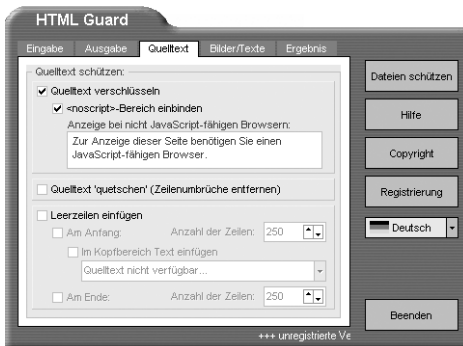 HTML Guard
Eingabe Ausgabe Quelltext Bilder/Texte Ergebnis
Quelltext schützen:
Quelltext verschlüsseln
<noscript>-Bereich einbinden
Anzeige bei nicht JavaScript-fähigen Browsern:
Zur Anzeige dieser Seite benötigen Sie einen
JavaScript-fähigen Browser.
Quelltext 'quetschen' (Zeilenumbrüche entfernen)
Leerzeilen einfügen
Am Anfang: Anzahl der Zeilen: 250
Im Kopfbereich Text einfügen
Quelltext nicht verfügbar...
Am Ende: Anzahl der Zeilen: 250
Dateien schützen
Hilfe
Copyright
Registrierung
Deutsch
Beenden
+++ unregistrierte Ve